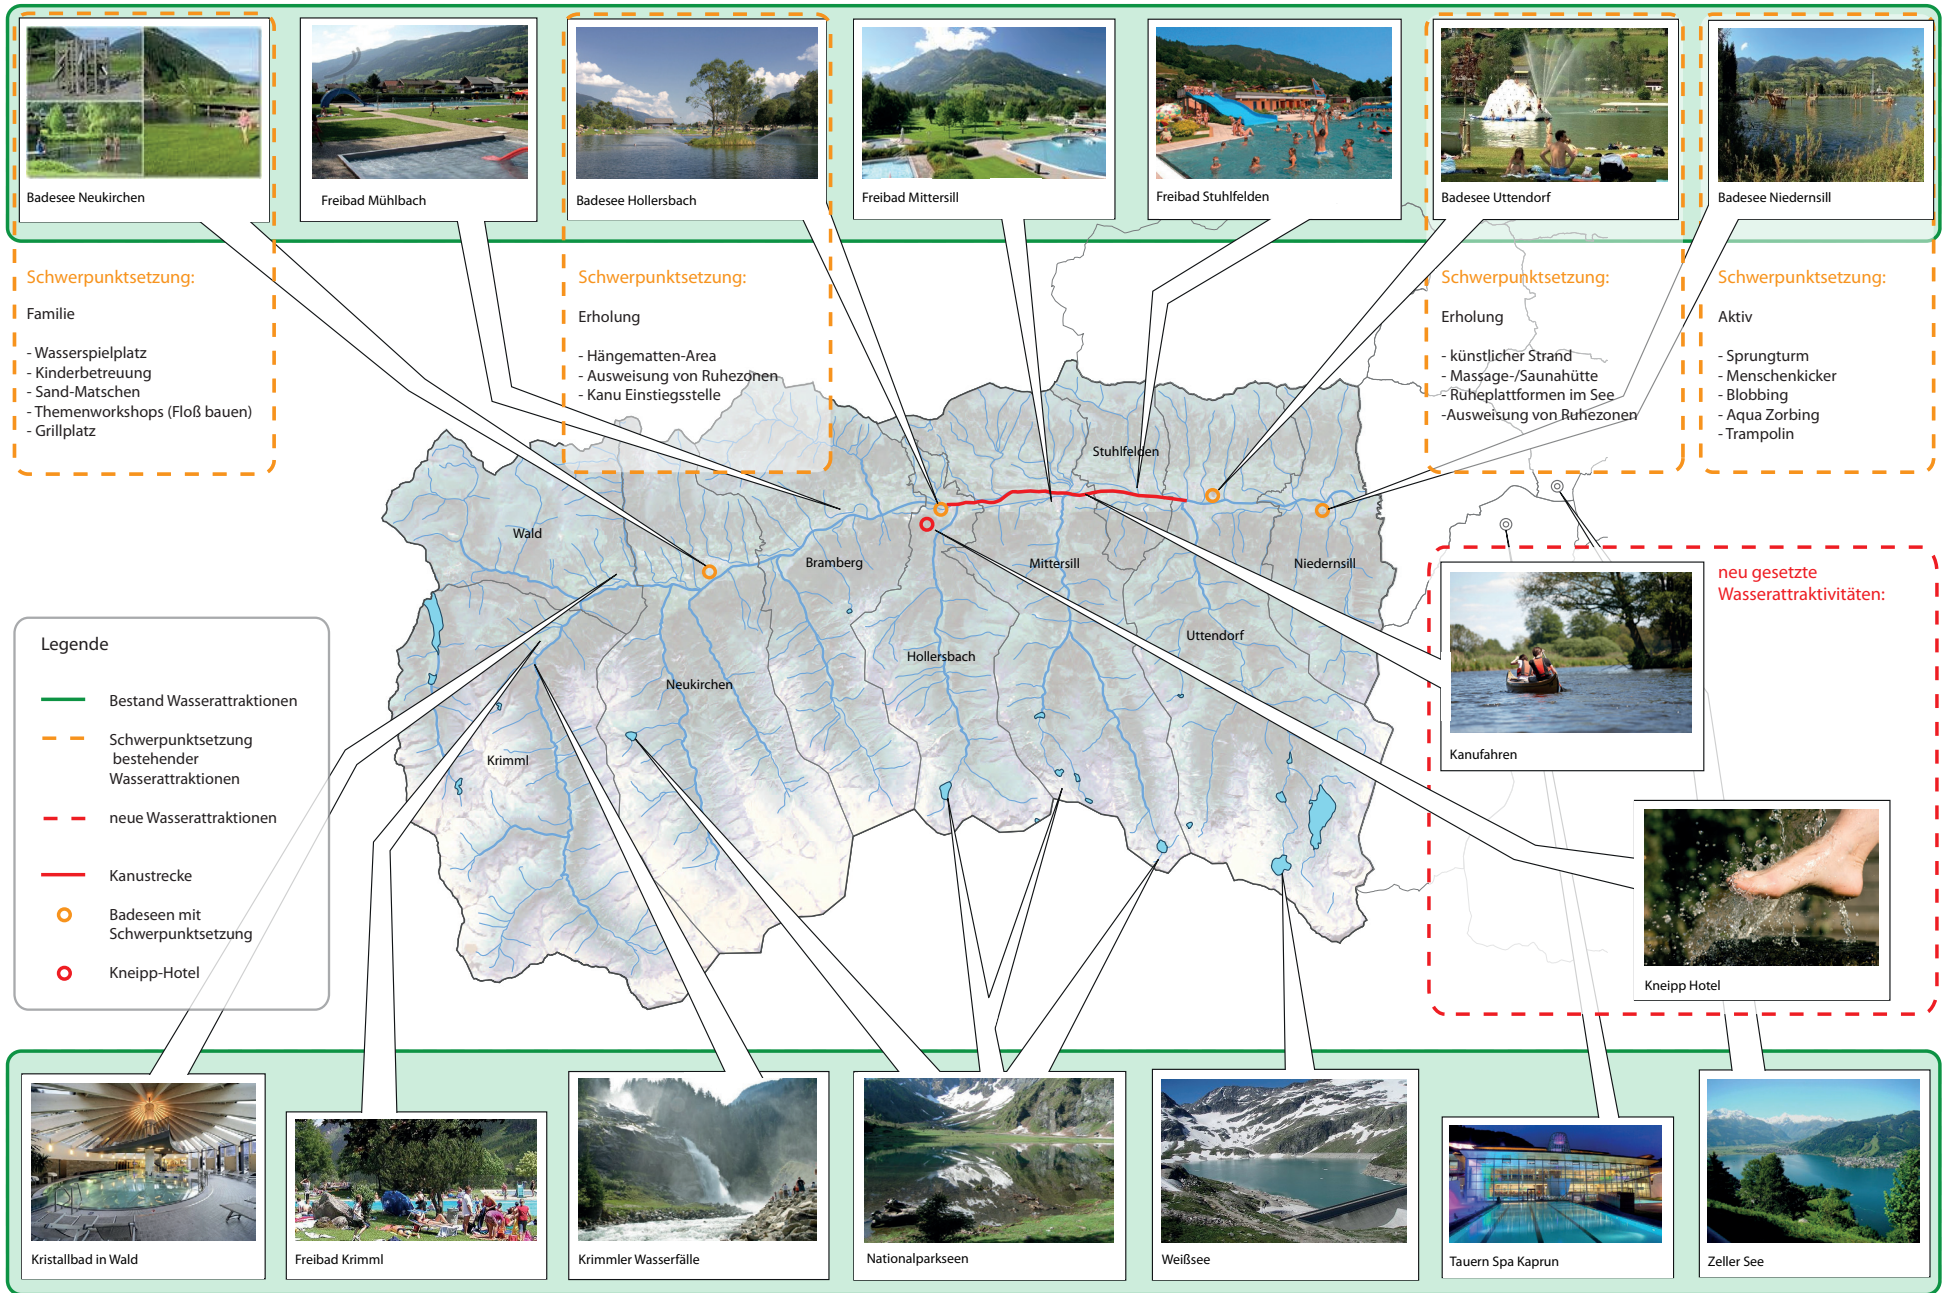 Badesee Neukirchen
Freibad Mühlbach
Badesee Hollersbach
Freibad Mittersill
Freibad Stuhlfelden
Badesee Uttendorf
Badesee Niedernsill
Schwerpunktsetzung:
Familie
- Wasserspielplatz
- Kinderbetreuung
- Sand-Matschen
- Themenworkshops (Floß bauen)
- Grillplatz
Schwerpunktsetzung:
Erholung
- Hängematten-Area
- Ausweisung von Ruhezonen
- Kanu Einstiegsstelle
Schwerpunktsetzung:
Erholung
- künstlicher Strand
- Massage-/Saunahütte
- Ruheplattformen im See
-Ausweisung von Ruhezonen
Schwerpunktsetzung:
Aktiv
- Sprungturm
- Menschenkicker
- Blobbing
- Aqua Zorbing
- Trampolin
Stuhlfelden
Wald
Bramberg
Mittersill
Niedernsill
Uttendorf
Hollersbach
Neukirchen
Krimml
neu gesetzte
Wasserattraktivitäten:
Kanufahren
Kneipp Hotel
Legende
Bestand Wasserattraktionen
Schwerpunktsetzung
bestehender
Wasserattraktionen
neue Wasserattraktionen
Kanustrecke
Badeseen mit
Schwerpunktsetzung
Kneipp-Hotel
Kristallbad in Wald
Freibad Krimml
Krimmler Wasserfälle
Nationalparkseen
Weißsee
Tauern Spa Kaprun
Zeller See